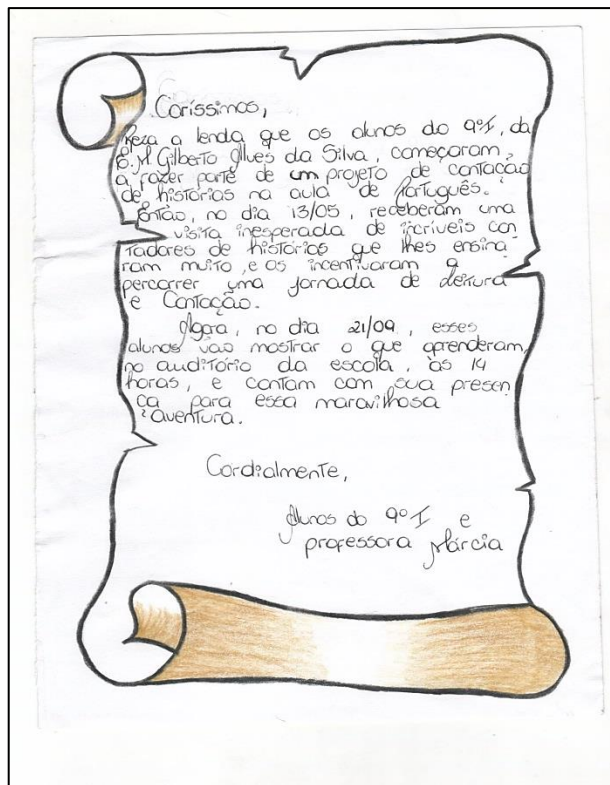 Caríssimos,
Reza a lenda que os alunos do 9º I, da
E.M Gilberto Alves da Silva, começaram
a fazer parte de um projeto de contação
de histórias na aula de Português.
Então, no dia 13/05, receberam uma
visita inesperada de incríveis con
tadores de histórias que lhes ensina
ram muito, e os incentivaram a
percorrer uma jornada de Leitura
e Contação.
Agora, no dia 21/09, esses
alunos vão mostrar o que aprenderam,
no auditório da escola, às 14
horas, e contam com sua presen
ça para essa maravilhosa
aventura.
Cordialmente,
Alunos do 9º I e
professora Márcia